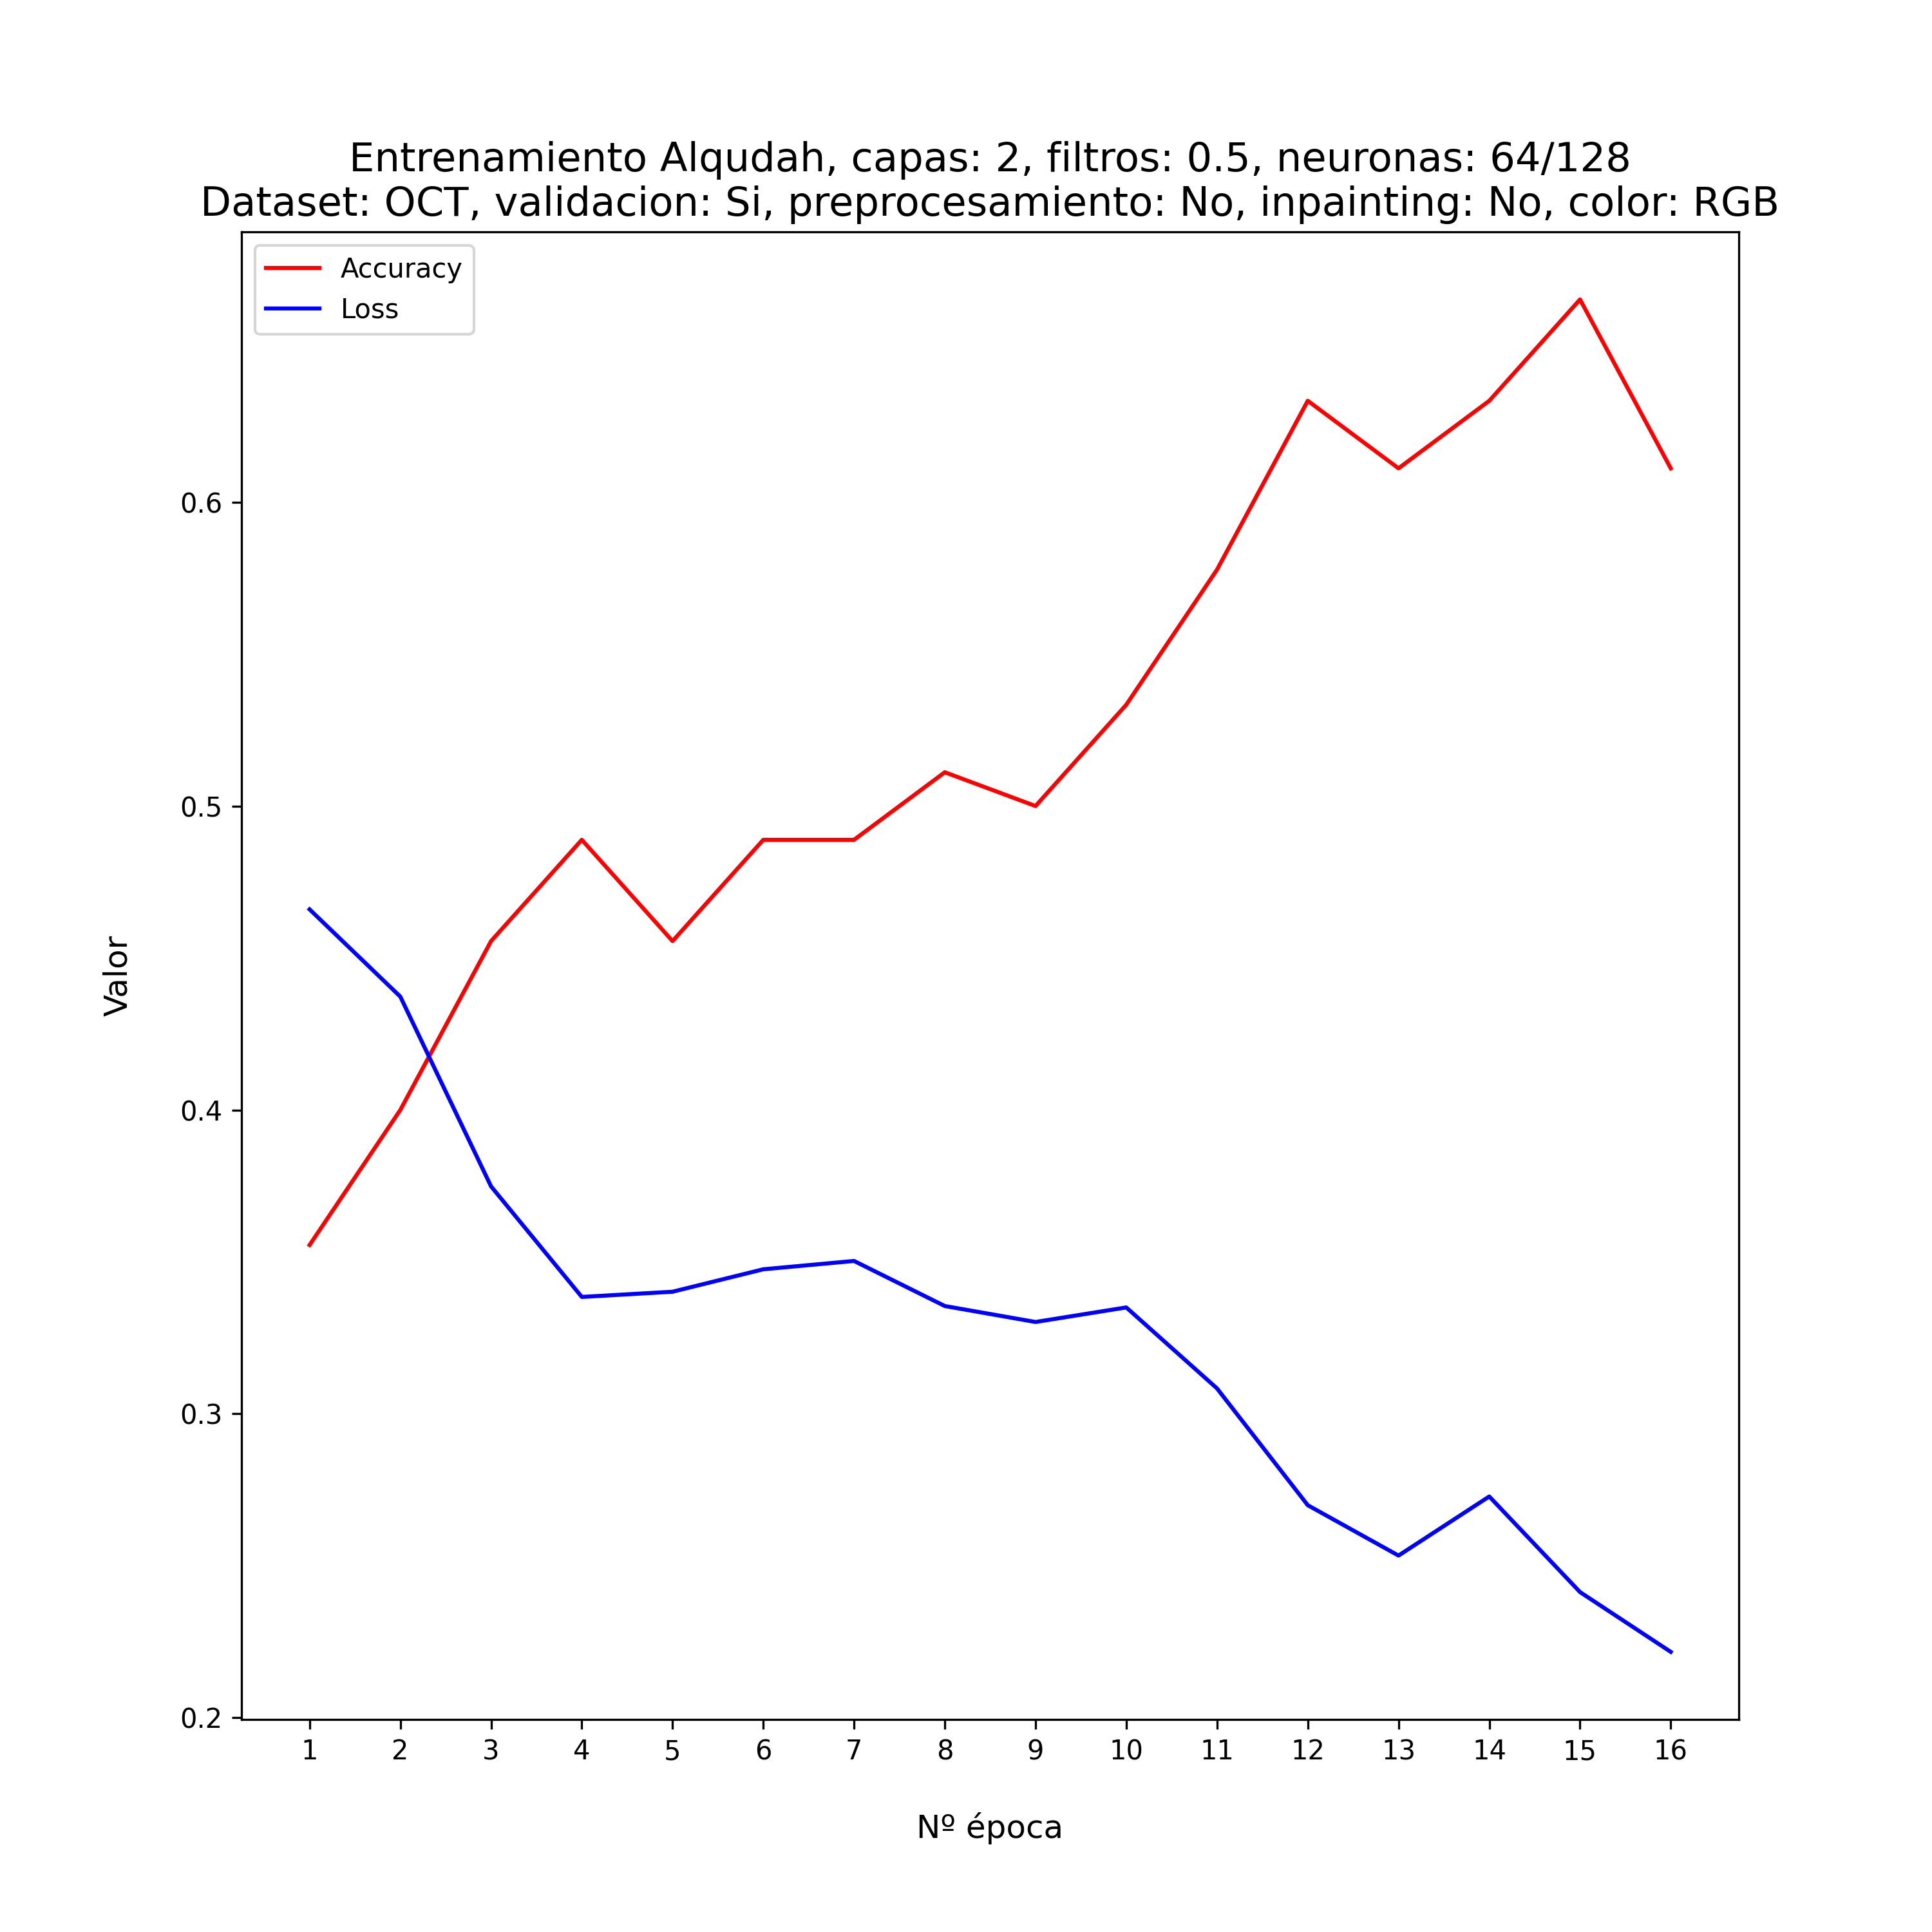 Entrenamiento Alqudah, capas: 2, filtros: 0.5, neuronas: 64/128
Dataset: OCT, validacion: Si, preprocesamiento: No, inpainting: No, color: RGB
Accuracy
Loss
0.6
0.5
0.4
0.3
0.2
Valor
1 2 3 4 5 6 7 8 9 10 11 12 13 14 15 16
Nº época